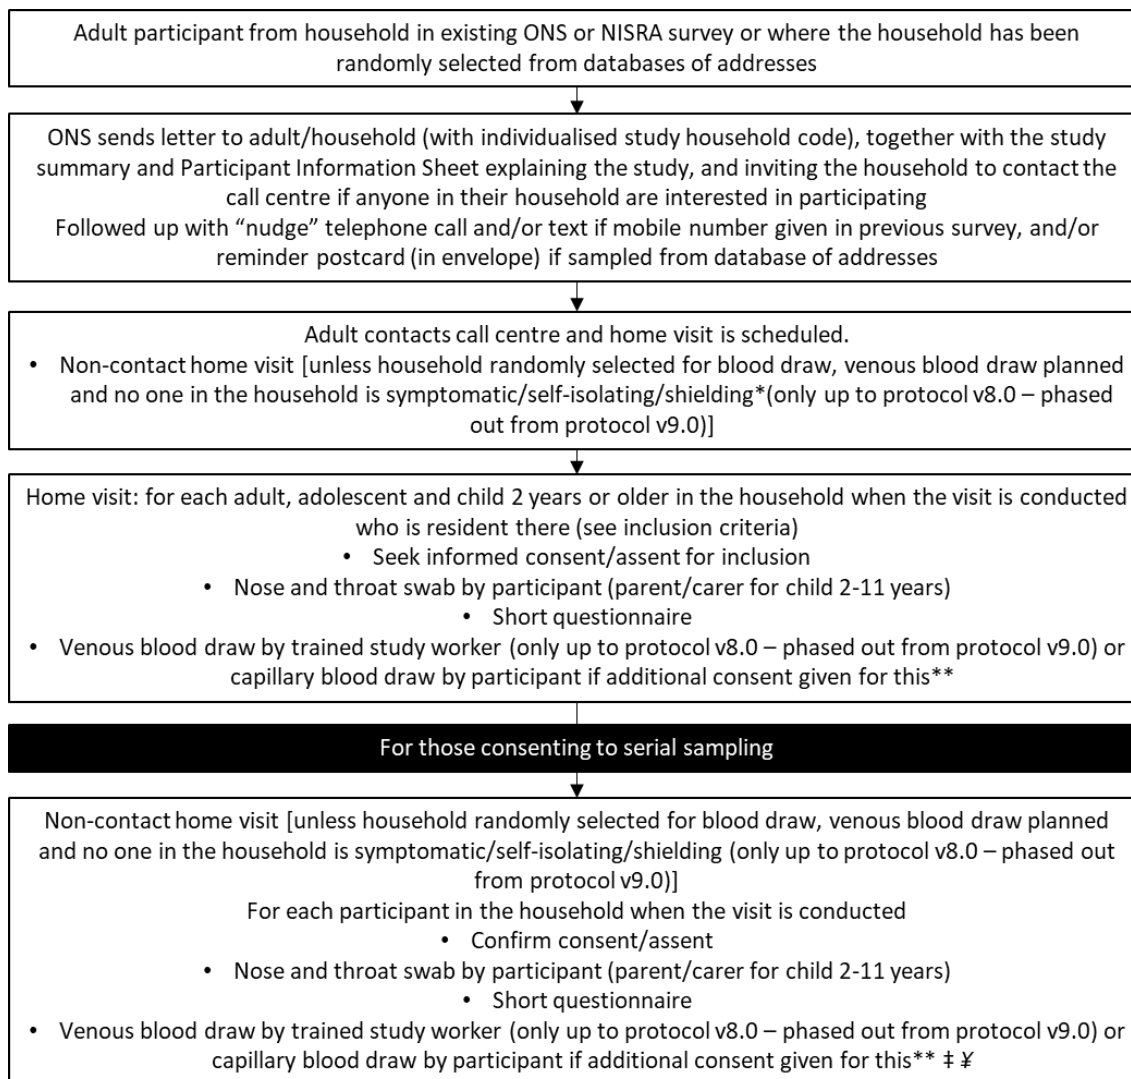 Adult participant from household in existing ONS or NISRA survey or where the household has been
randomly selected from databases of addresses
ONS sends letter to adult/household (with individualised study household code), together with the study
summary and Participant Information Sheet explaining the study, and inviting the household to contact the
call centre if anyone in their household are interested in participating
Followed up with “nudge” telephone call and/or text if mobile number given in previous survey, and/or
reminder postcard (in envelope) if sampled from database of addresses
Adult contacts call centre and home visit is scheduled.
• Non-contact home visit [unless household randomly selected for blood draw, venous blood draw planned
and no one in the household is symptomatic/self-isolating/shielding*(only up to protocol v8.0 – phased
out from protocol v9.0)]
Home visit: for each adult, adolescent and child 2 years or older in the household when the visit is conducted
who is resident there (see inclusion criteria)
• Seek informed consent/assent for inclusion
• Nose and throat swab by participant (parent/carer for child 2-11 years)
• Short questionnaire
• Venous blood draw by trained study worker (only up to protocol v8.0 – phased out from protocol v9.0) or
capillary blood draw by participant if additional consent given for this**
For those consenting to serial sampling
Non-contact home visit [unless household randomly selected for blood draw, venous blood draw planned
and no one in the household is symptomatic/self-isolating/shielding (only up to protocol v8.0 – phased out
from protocol v9.0)]
For each participant in the household when the visit is conducted
• Confirm consent/assent
• Nose and throat swab by participant (parent/carer for child 2-11 years)
• Short questionnaire
• Venous blood draw by trained study worker (only up to protocol v8.0 – phased out from protocol v9.0) or
capillary blood draw by participant if additional consent given for this** ‡ ¥